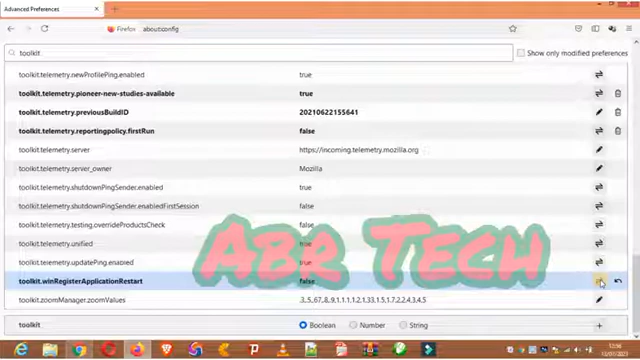 Advanced Preferences
Firefox about:config
toolkit Show only modified preferences
toolkit.telemetry.newProfilePing.enabled true
toolkit.telemetry.pioneer-new-studies-available true
toolkit.telemetry.previousBuildID 20210622155641
toolkit.telemetry.reportingpolicy.firstRun false
toolkit.telemetry.server https://incoming.telemetry.mozilla.org
toolkit.telemetry.server_owner Mozilla
toolkit.telemetry.shutdownPingSender.enabled true
toolkit.telemetry.shutdownPingSender.enabledFirstSession false
toolkit.telemetry.testing.overrideProductsCheck false
toolkit.telemetry.unified true
toolkit.telemetry.updatePing.enabled true
Abr Tech
toolkit.winRegisterApplicationRestart false
toolkit.zoomManager.zoomValues .3,.5,.67,.8,.9,1,1.1,1.2,1.33,1.5,1.7,2,2.4,3,4,5
toolkit Boolean Number String